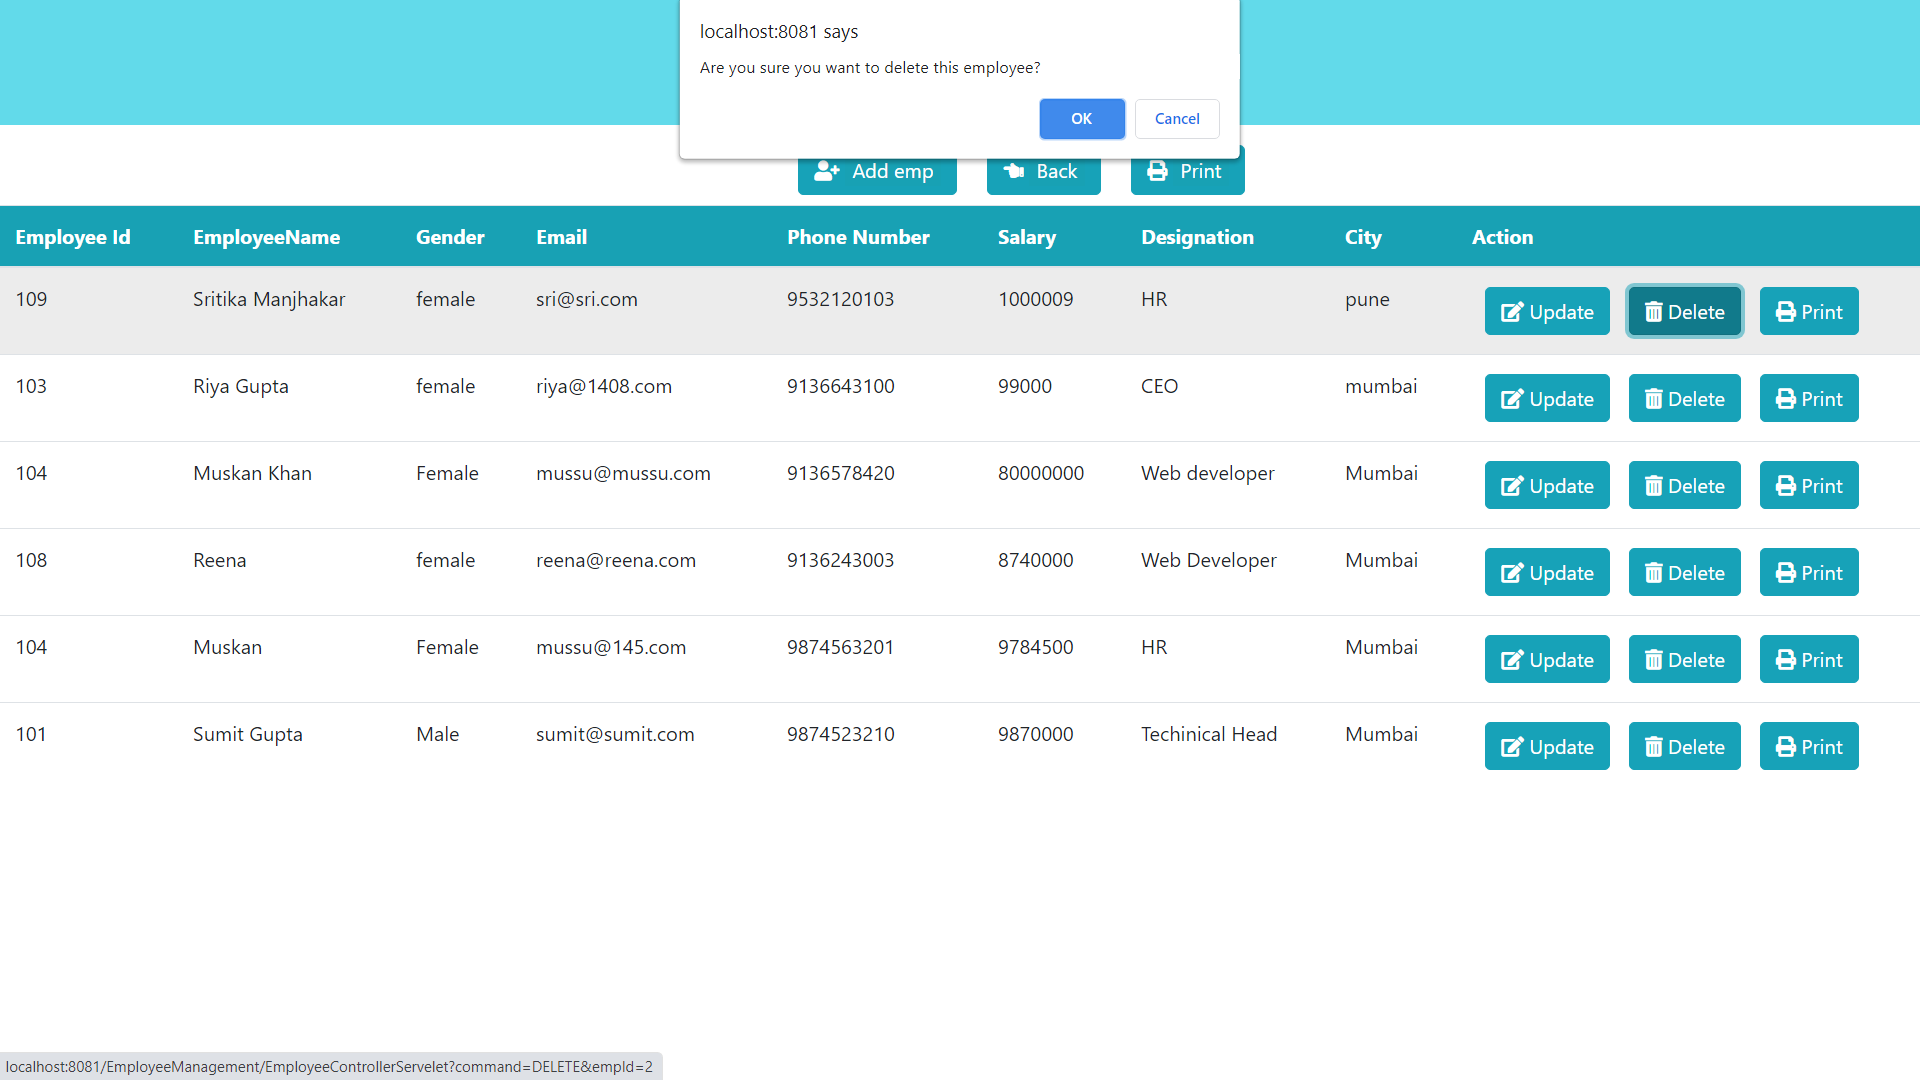 localhost:8081 says
Are you sure you want to delete this employee?
OK Cancel
Add emp Back Print
Employee Id EmployeeName Gender Email Phone Number Salary Designation City Action
109 Sritika Manjhakar female sri@sri.com 9532120103 1000009 HR pune Update Delete Print
103 Riya Gupta female riya@1408.com 9136643100 99000 CEO mumbai Update Delete Print
104 Muskan Khan Female mussu@mussu.com 9136578420 80000000 Web developer Mumbai Update Delete Print
108 Reena female reena@reena.com 9136243003 8740000 Web Developer Mumbai Update Delete Print
104 Muskan Female mussu@145.com 9874563201 9784500 HR Mumbai Update Delete Print
101 Sumit Gupta Male sumit@sumit.com 9874523210 9870000 Techinical Head Mumbai Update Delete Print
localhost:8081/EmployeeManagement/EmployeeControllerServelet?command=DELETE&empId=2